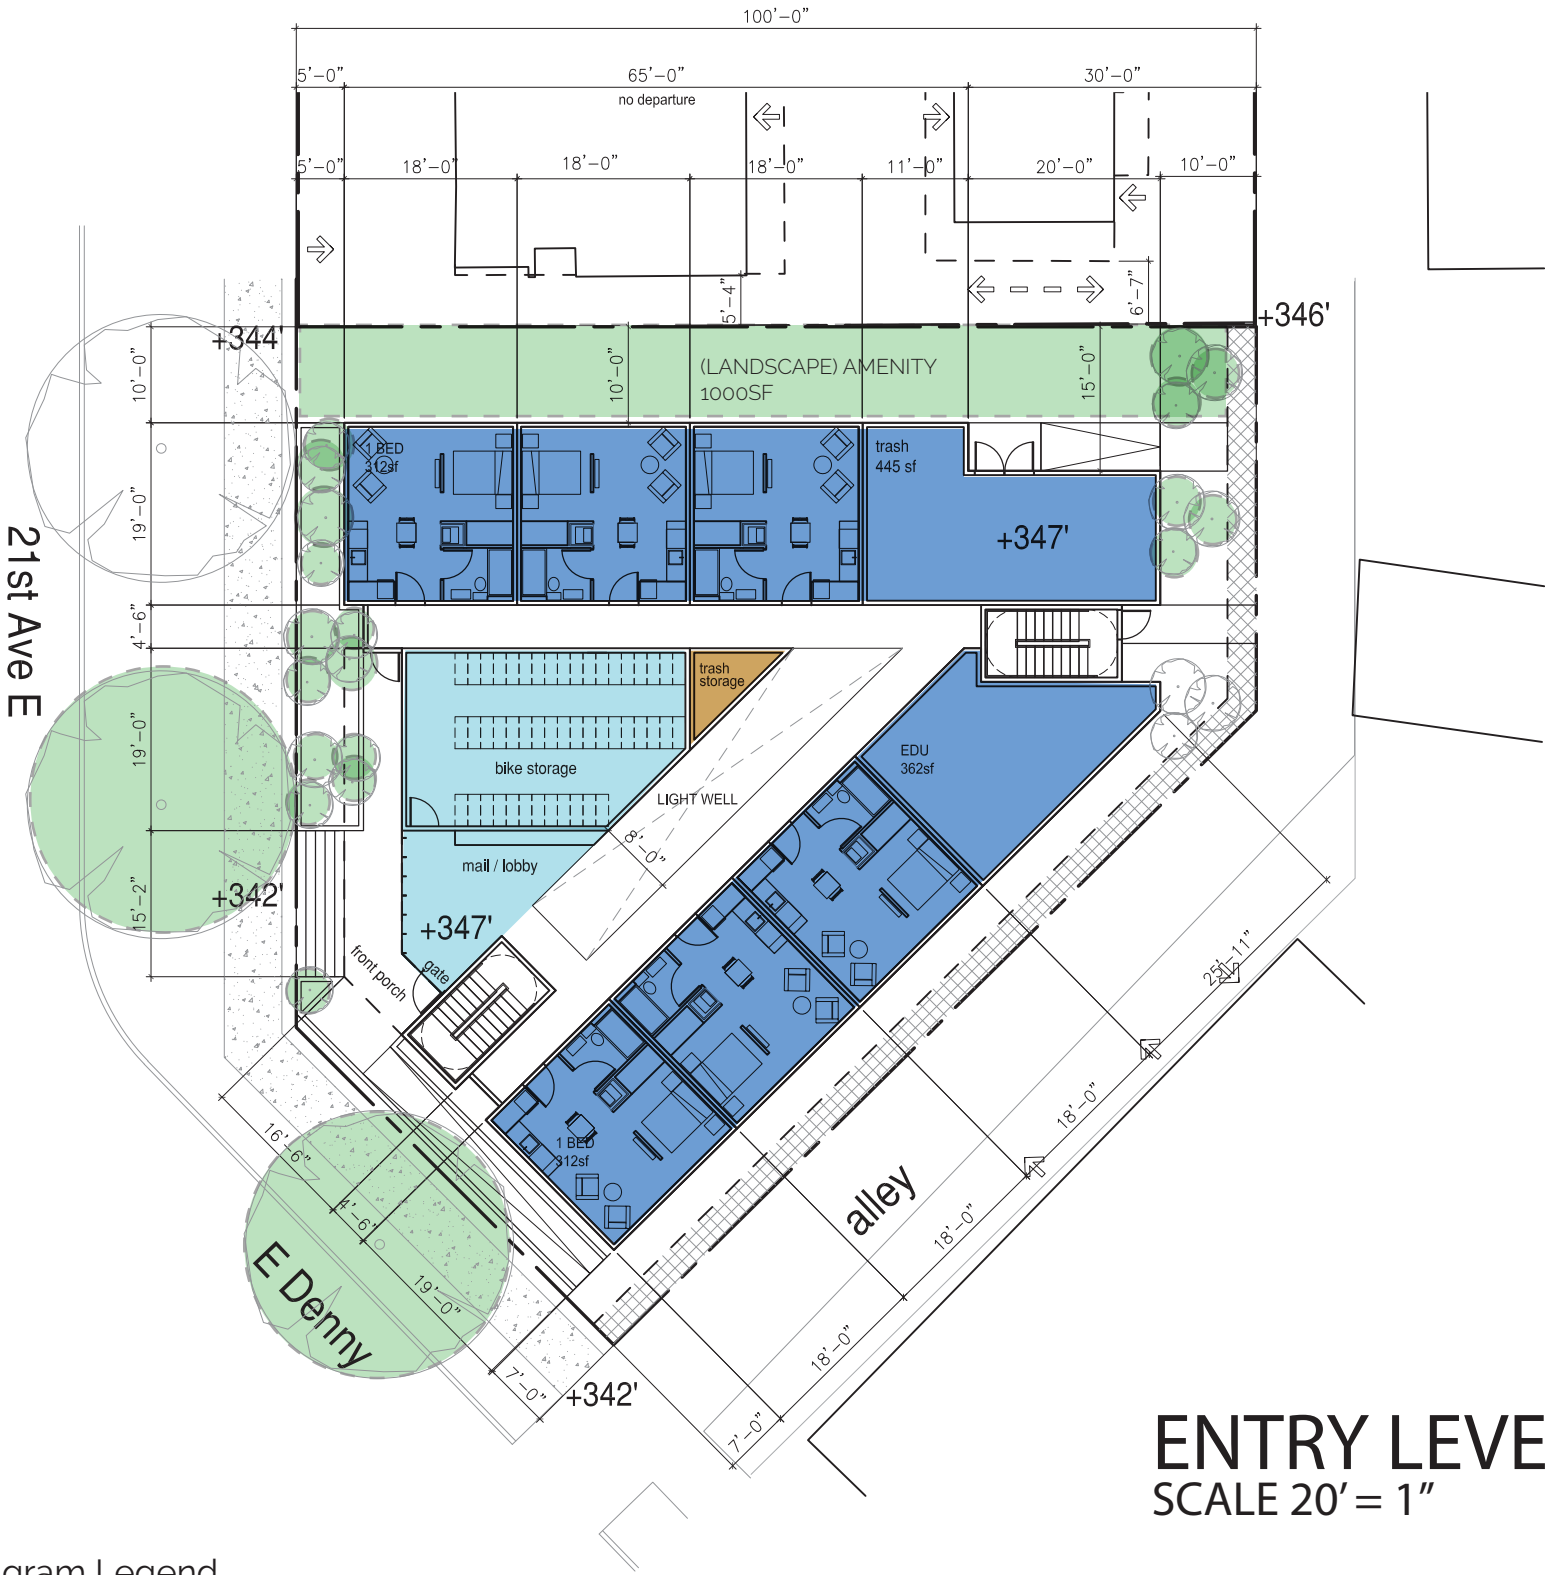 100'-0"
5'-0" 65'-0" 30'-0"
no departure
5'-0" 18'-0" 18'-0" 18'-0" 11'-0" 20'-0" 10'-0"
5'-4"
6'-7"
+344'
+346'
10'-0"
10'-0"
(LANDSCAPE) AMENITY
1000SF
15'-0"
1 BED
312sf
trash
445 sf
+347'
19'-0"
21st Ave E
4'-6"
trash
storage
19'-0"
bike storage
EDU
362sf
LIGHT WELL
8'-0"
mail / lobby
+342'
15'-2"
+347'
front porch
gate
25'-11"
18'-0"
16'-6"
4'-6"
1 BED
312sf
alley
18'-0"
E Denny
19'-0"
18'-0"
7'-0"
+342'
7'-0"
ENTRY LEVE
SCALE 20' = 1"
gram Legend